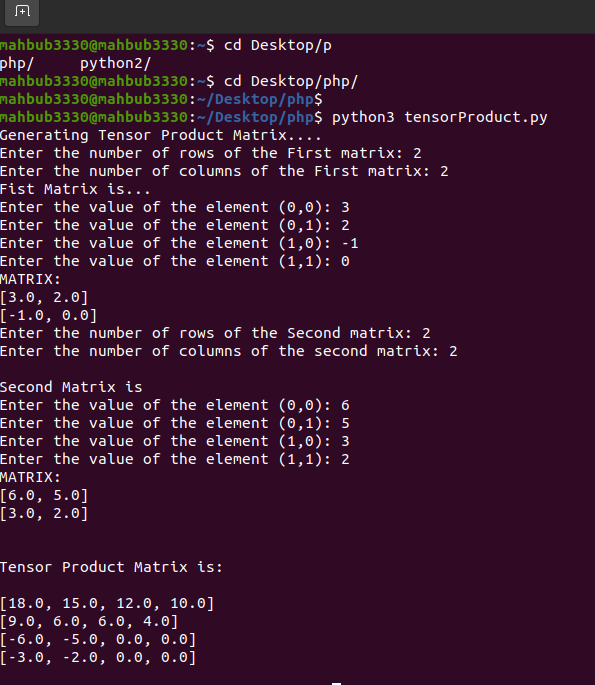 mahbub3330@mahbub3330:~$ cd Desktop/p
php/     python2/
mahbub3330@mahbub3330:~$ cd Desktop/php/
mahbub3330@mahbub3330:~/Desktop/php$
mahbub3330@mahbub3330:~/Desktop/php$ python3 tensorProduct.py
Generating Tensor Product Matrix....
Enter the number of rows of the First matrix: 2
Enter the number of columns of the First matrix: 2
Fist Matrix is...
Enter the value of the element (0,0): 3
Enter the value of the element (0,1): 2
Enter the value of the element (1,0): -1
Enter the value of the element (1,1): 0
MATRIX:
[3.0, 2.0]
[-1.0, 0.0]
Enter the number of rows of the Second matrix: 2
Enter the number of columns of the second matrix: 2
Second Matrix is
Enter the value of the element (0,0): 6
Enter the value of the element (0,1): 5
Enter the value of the element (1,0): 3
Enter the value of the element (1,1): 2
MATRIX:
[6.0, 5.0]
[3.0, 2.0]
Tensor Product Matrix is:
[18.0, 15.0, 12.0, 10.0]
[9.0, 6.0, 6.0, 4.0]
[-6.0, -5.0, 0.0, 0.0]
[-3.0, -2.0, 0.0, 0.0]